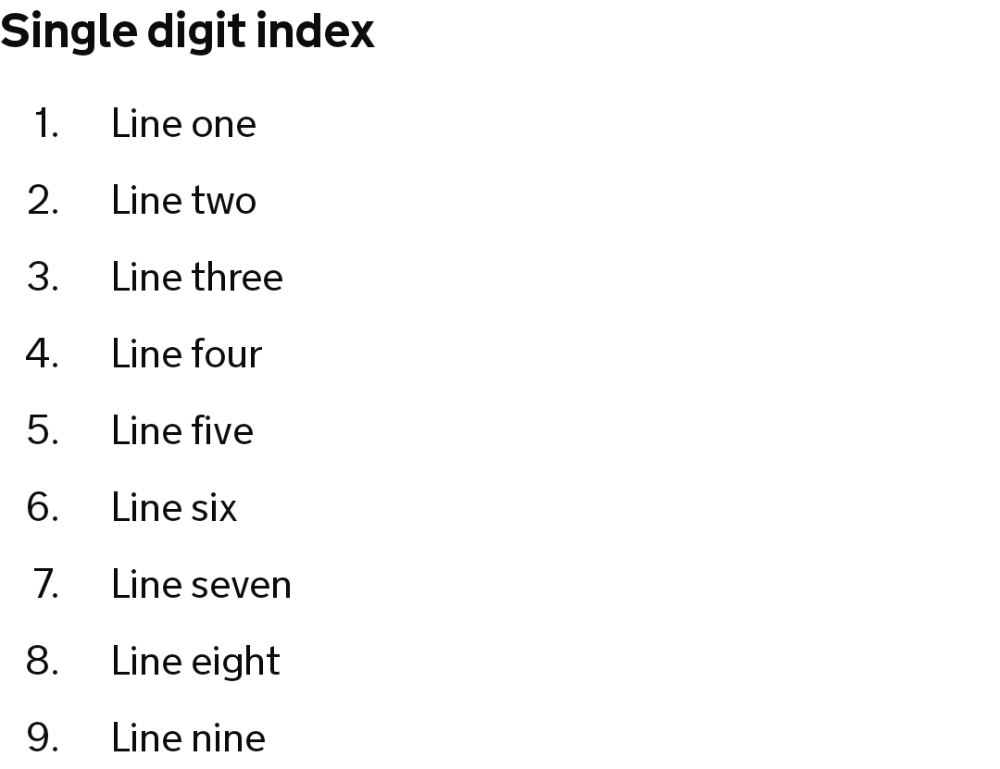 Single digit index
1. Line one
2. Line two
3. Line three
4. Line four
5. Line five
6. Line six
7. Line seven
8. Line eight
9. Line nine